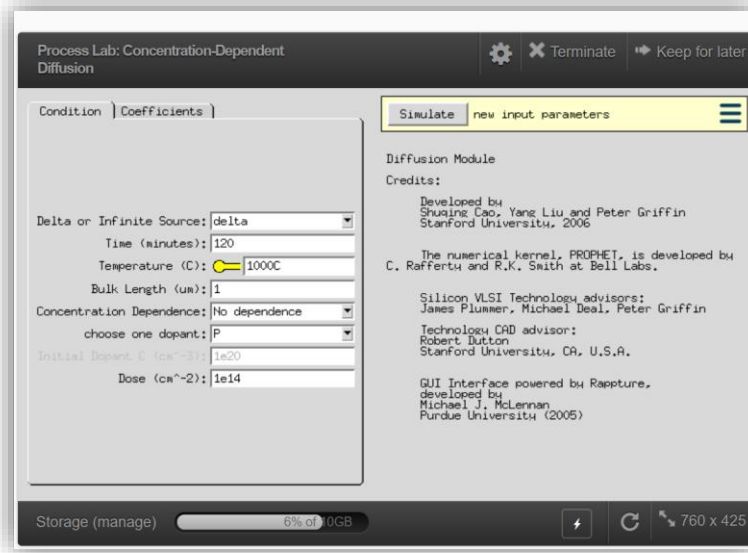 Process Lab: Concentration-Dependent
Diffusion
Terminate
Keep for later
Condition
Coefficients
Simulate
new input parameters
Delta or Infinite Source: delta
Time (minutes): 120
Temperature (C): 1000C
Bulk Length (um): 1
Concentration Dependence: No dependence
choose one dopant: P
Initial Dopant C (cm^-3): 1e20
Dose (cm^-2): 1e14
Diffusion Module
Credits:
Developed by
Shuqing Cao, Yang Liu and Peter Griffin
Stanford University, 2006
The numerical kernel, PROPHET, is developed by
C. Rafferty and R.K. Smith at Bell Labs.
Silicon VLSI Technology advisors:
James Plummer, Michael Deal, Peter Griffin
Technology CAD advisor:
Robert Dutton
Stanford University, CA, U.S.A.
GUI Interface powered by Rappture,
developed by
Michael J. McLennan
Purdue University (2005)
Storage (manage)
6% of 10GB
760 x 425